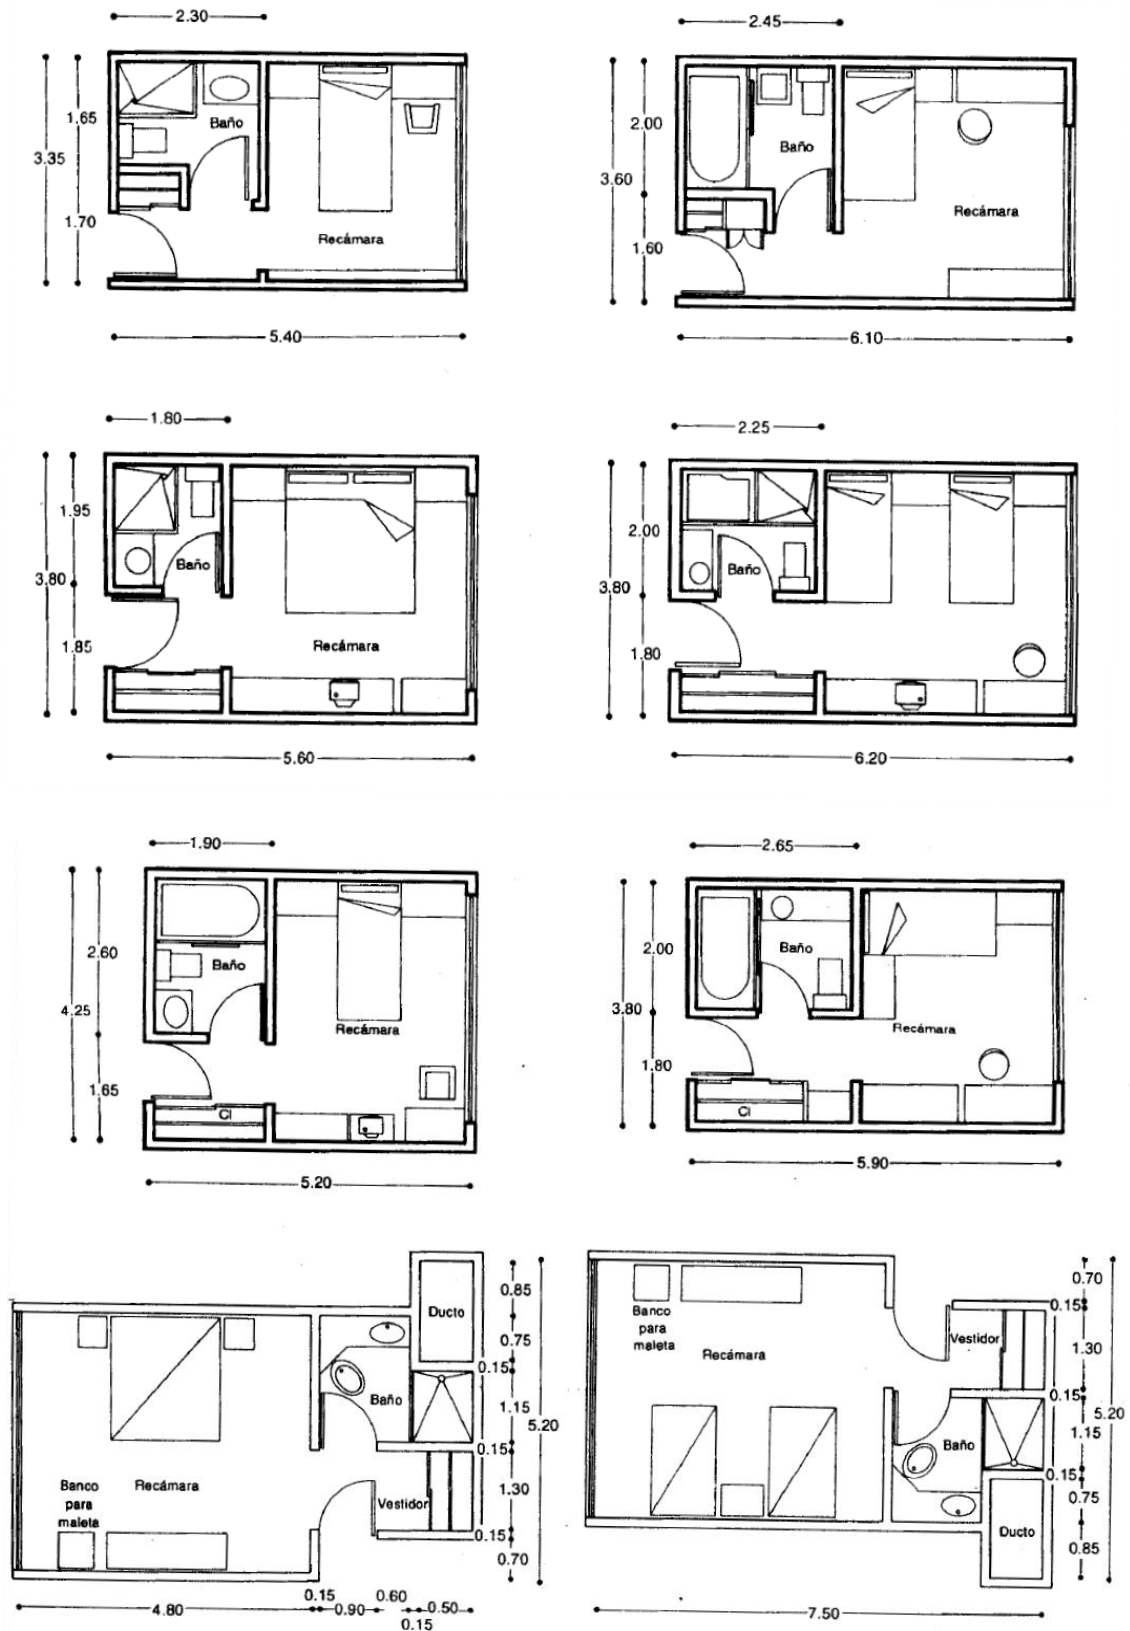 2.30
3.35
1.65
1.70
Baño
Recámara
5.40
2.45
3.60
2.00
1.60
Baño
Recámara
6.10
1.80
3.80
1.95
1.85
Baño
Recámara
5.60
2.25
3.80
2.00
1.80
Baño
6.20
1.90
4.25
2.60
1.65
Baño
Recámara
Cl
5.20
2.65
3.80
2.00
1.80
Baño
Recámara
Cl
5.90
Ducto
Baño
Recámara
Banco
para
maleta
Vestidor
0.85
0.75
0.15
1.15
0.15
1.30
0.15
0.70
5.20
4.80
0.15
0.90
0.60
0.15
0.50
Banco
para
maleta
Recámara
Vestidor
Baño
Ducto
0.70
0.15
1.30
0.15
1.15
0.15
0.75
0.85
5.20
7.50